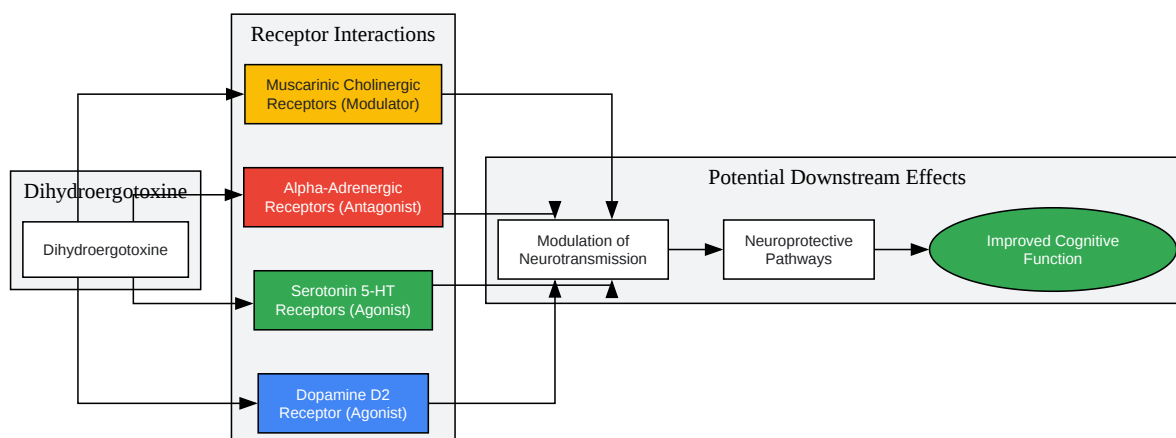 Receptor Interactions
Muscarinic Cholinergic
Receptors (Modulator)
Dihydroergotoxine
Dihydroergotoxine
Alpha-Adrenergic
Receptors (Antagonist)
Serotonin 5-HT
Receptors (Agonist)
Dopamine D2
Receptor (Agonist)
Potential Downstream Effects
Modulation of
Neurotransmission
Neuroprotective
Pathways
Improved Cognitive
Function